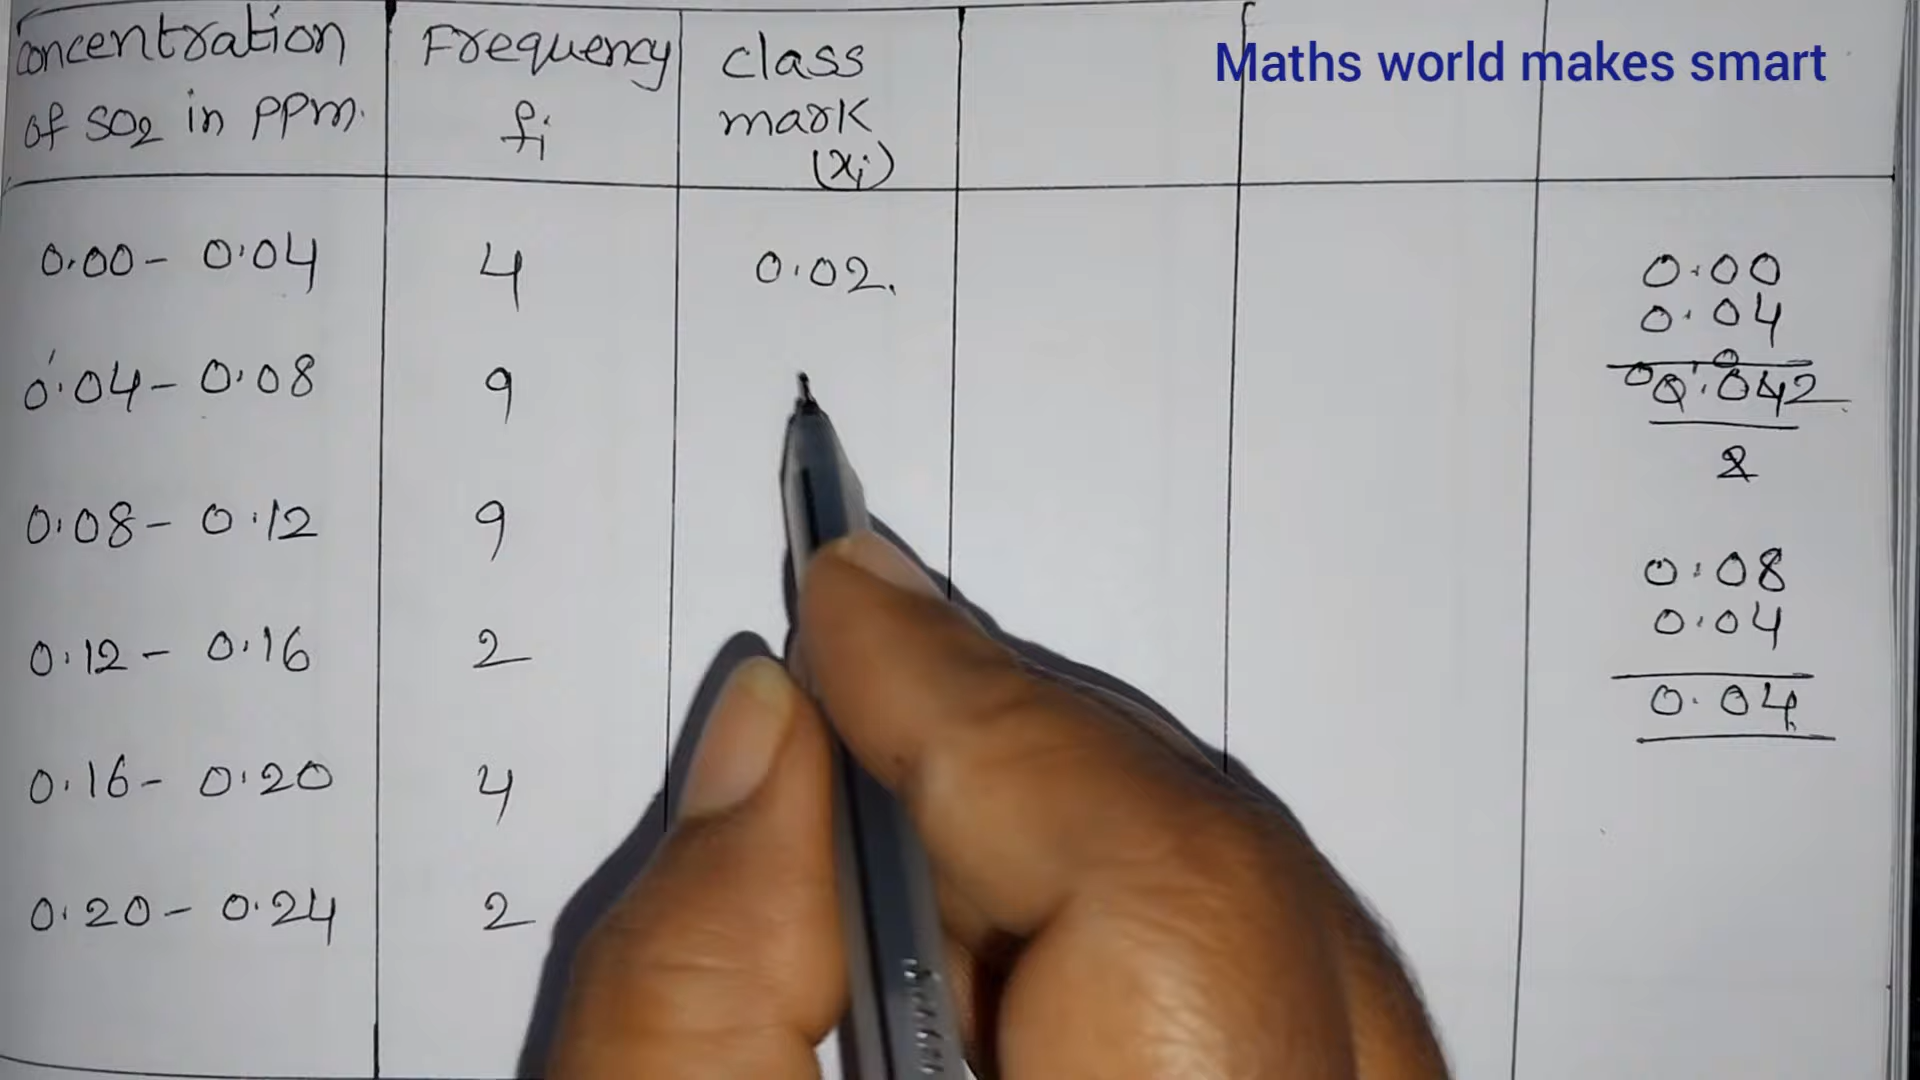 Concentration of SO2 in PPm.
Frequency fi
class mark (xi)
Maths world makes smart
0.00 - 0.04 4 0.02.
0.04 - 0.08 9
0.08 - 0.12 9
0.12 - 0.16 2
0.16 - 0.20 4
0.20 - 0.24 2
0.00
0.04
0.04 2
2
0.08
0.04
0.04